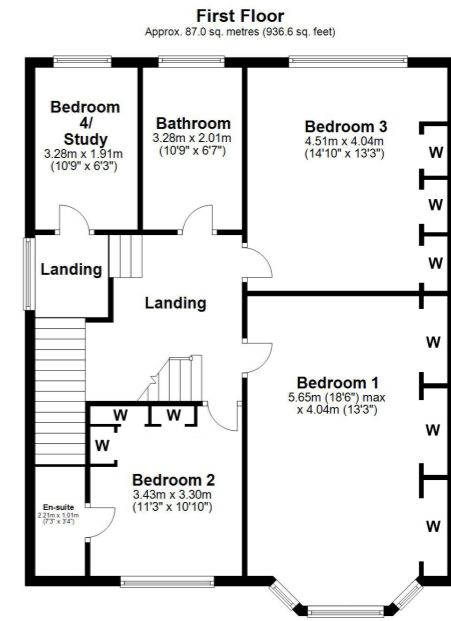 First Floor
Approx. 87.0 sq. metres (936.6 sq. feet)
Bedroom
4/
Study
3.28m x 1.91m
(10'9" x 6'3")
Bathroom
3.28m x 2.01m
(10'9" x 6'7")
Bedroom 3
4.51m x 4.04m
(14'10" x 13'3")
W
W
W
Landing
Landing
Bedroom 1
5.65m (18'6") max
x 4.04m (13'3")
W
W
W
W
W
W
Bedroom 2
3.43m x 3.30m
(11'3" x 10'10")
En-suite
2.21m x 1.01m
(7'3" x 3'4")